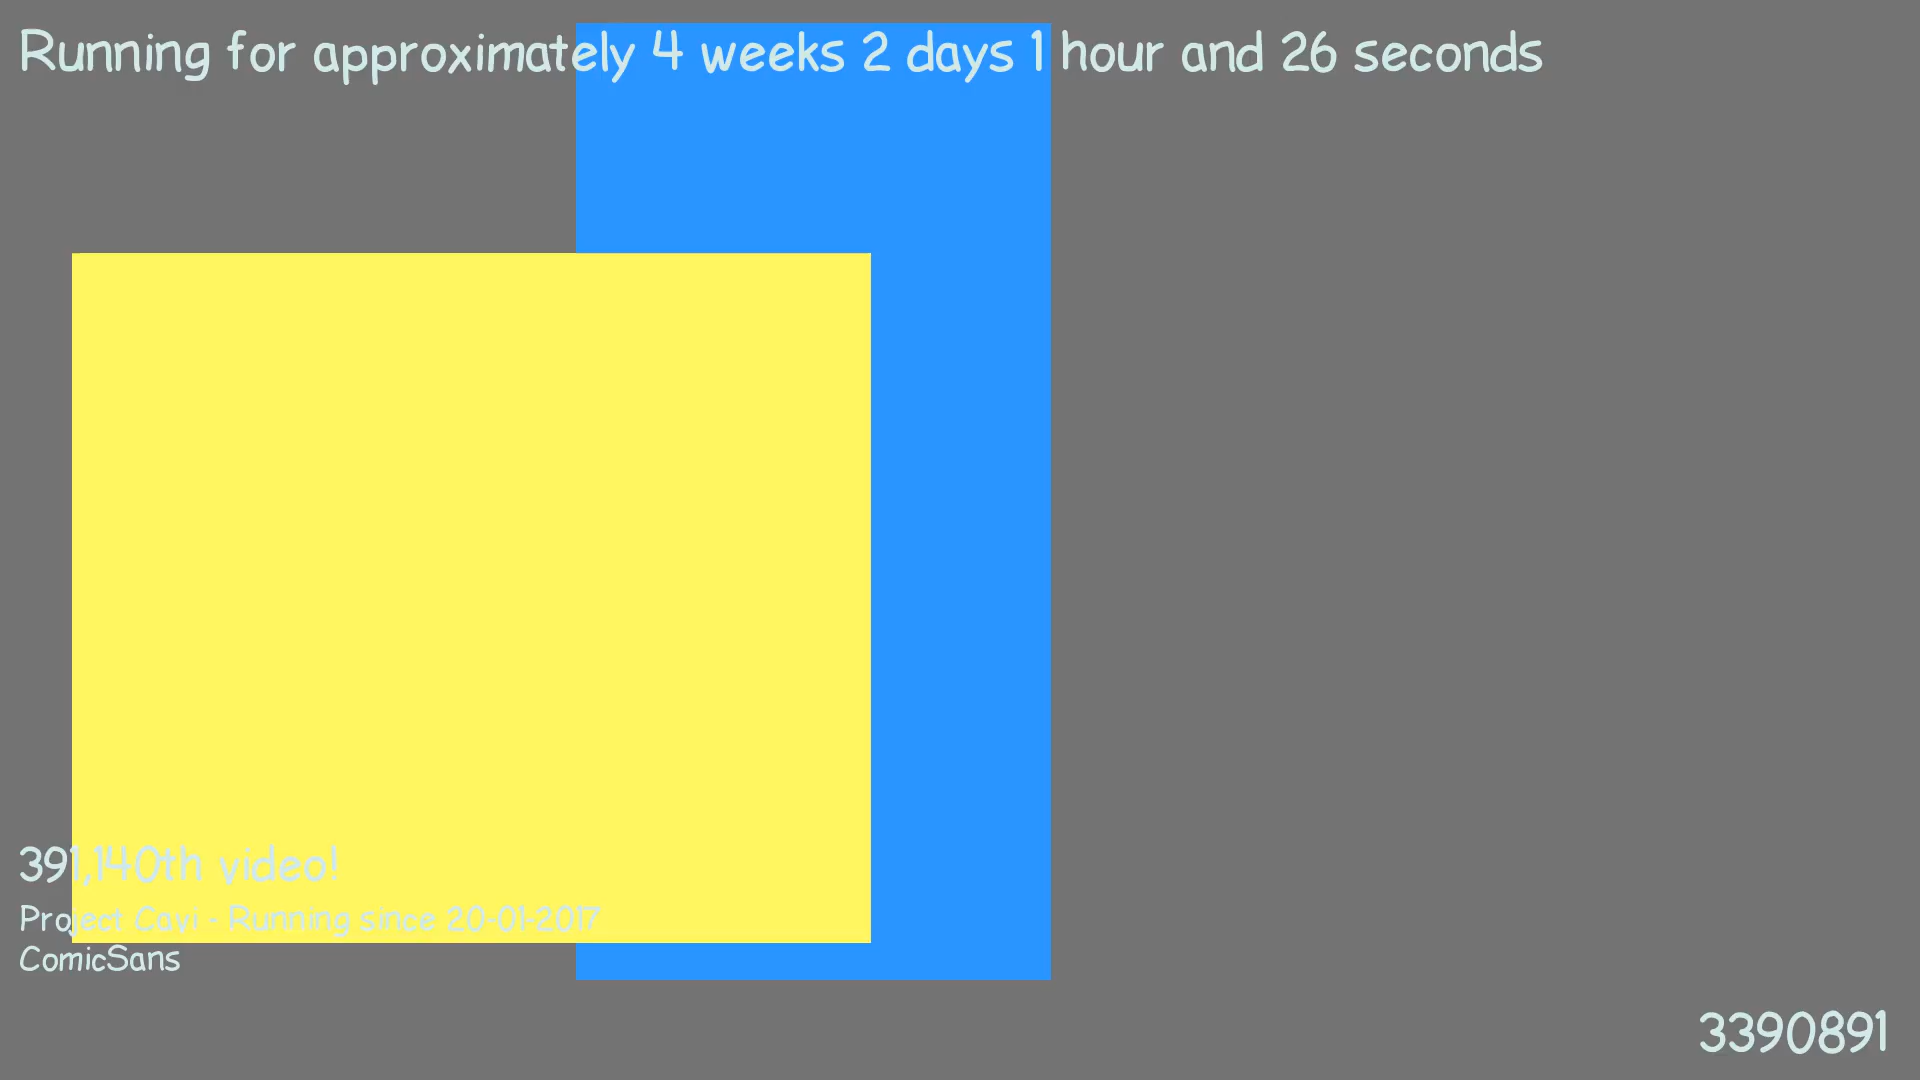 Running for approximately 4 weeks 2 days 1 hour and 26 seconds
391,140th video!
Project Cavi - Running since 20-01-2017
ComicSans
3390891